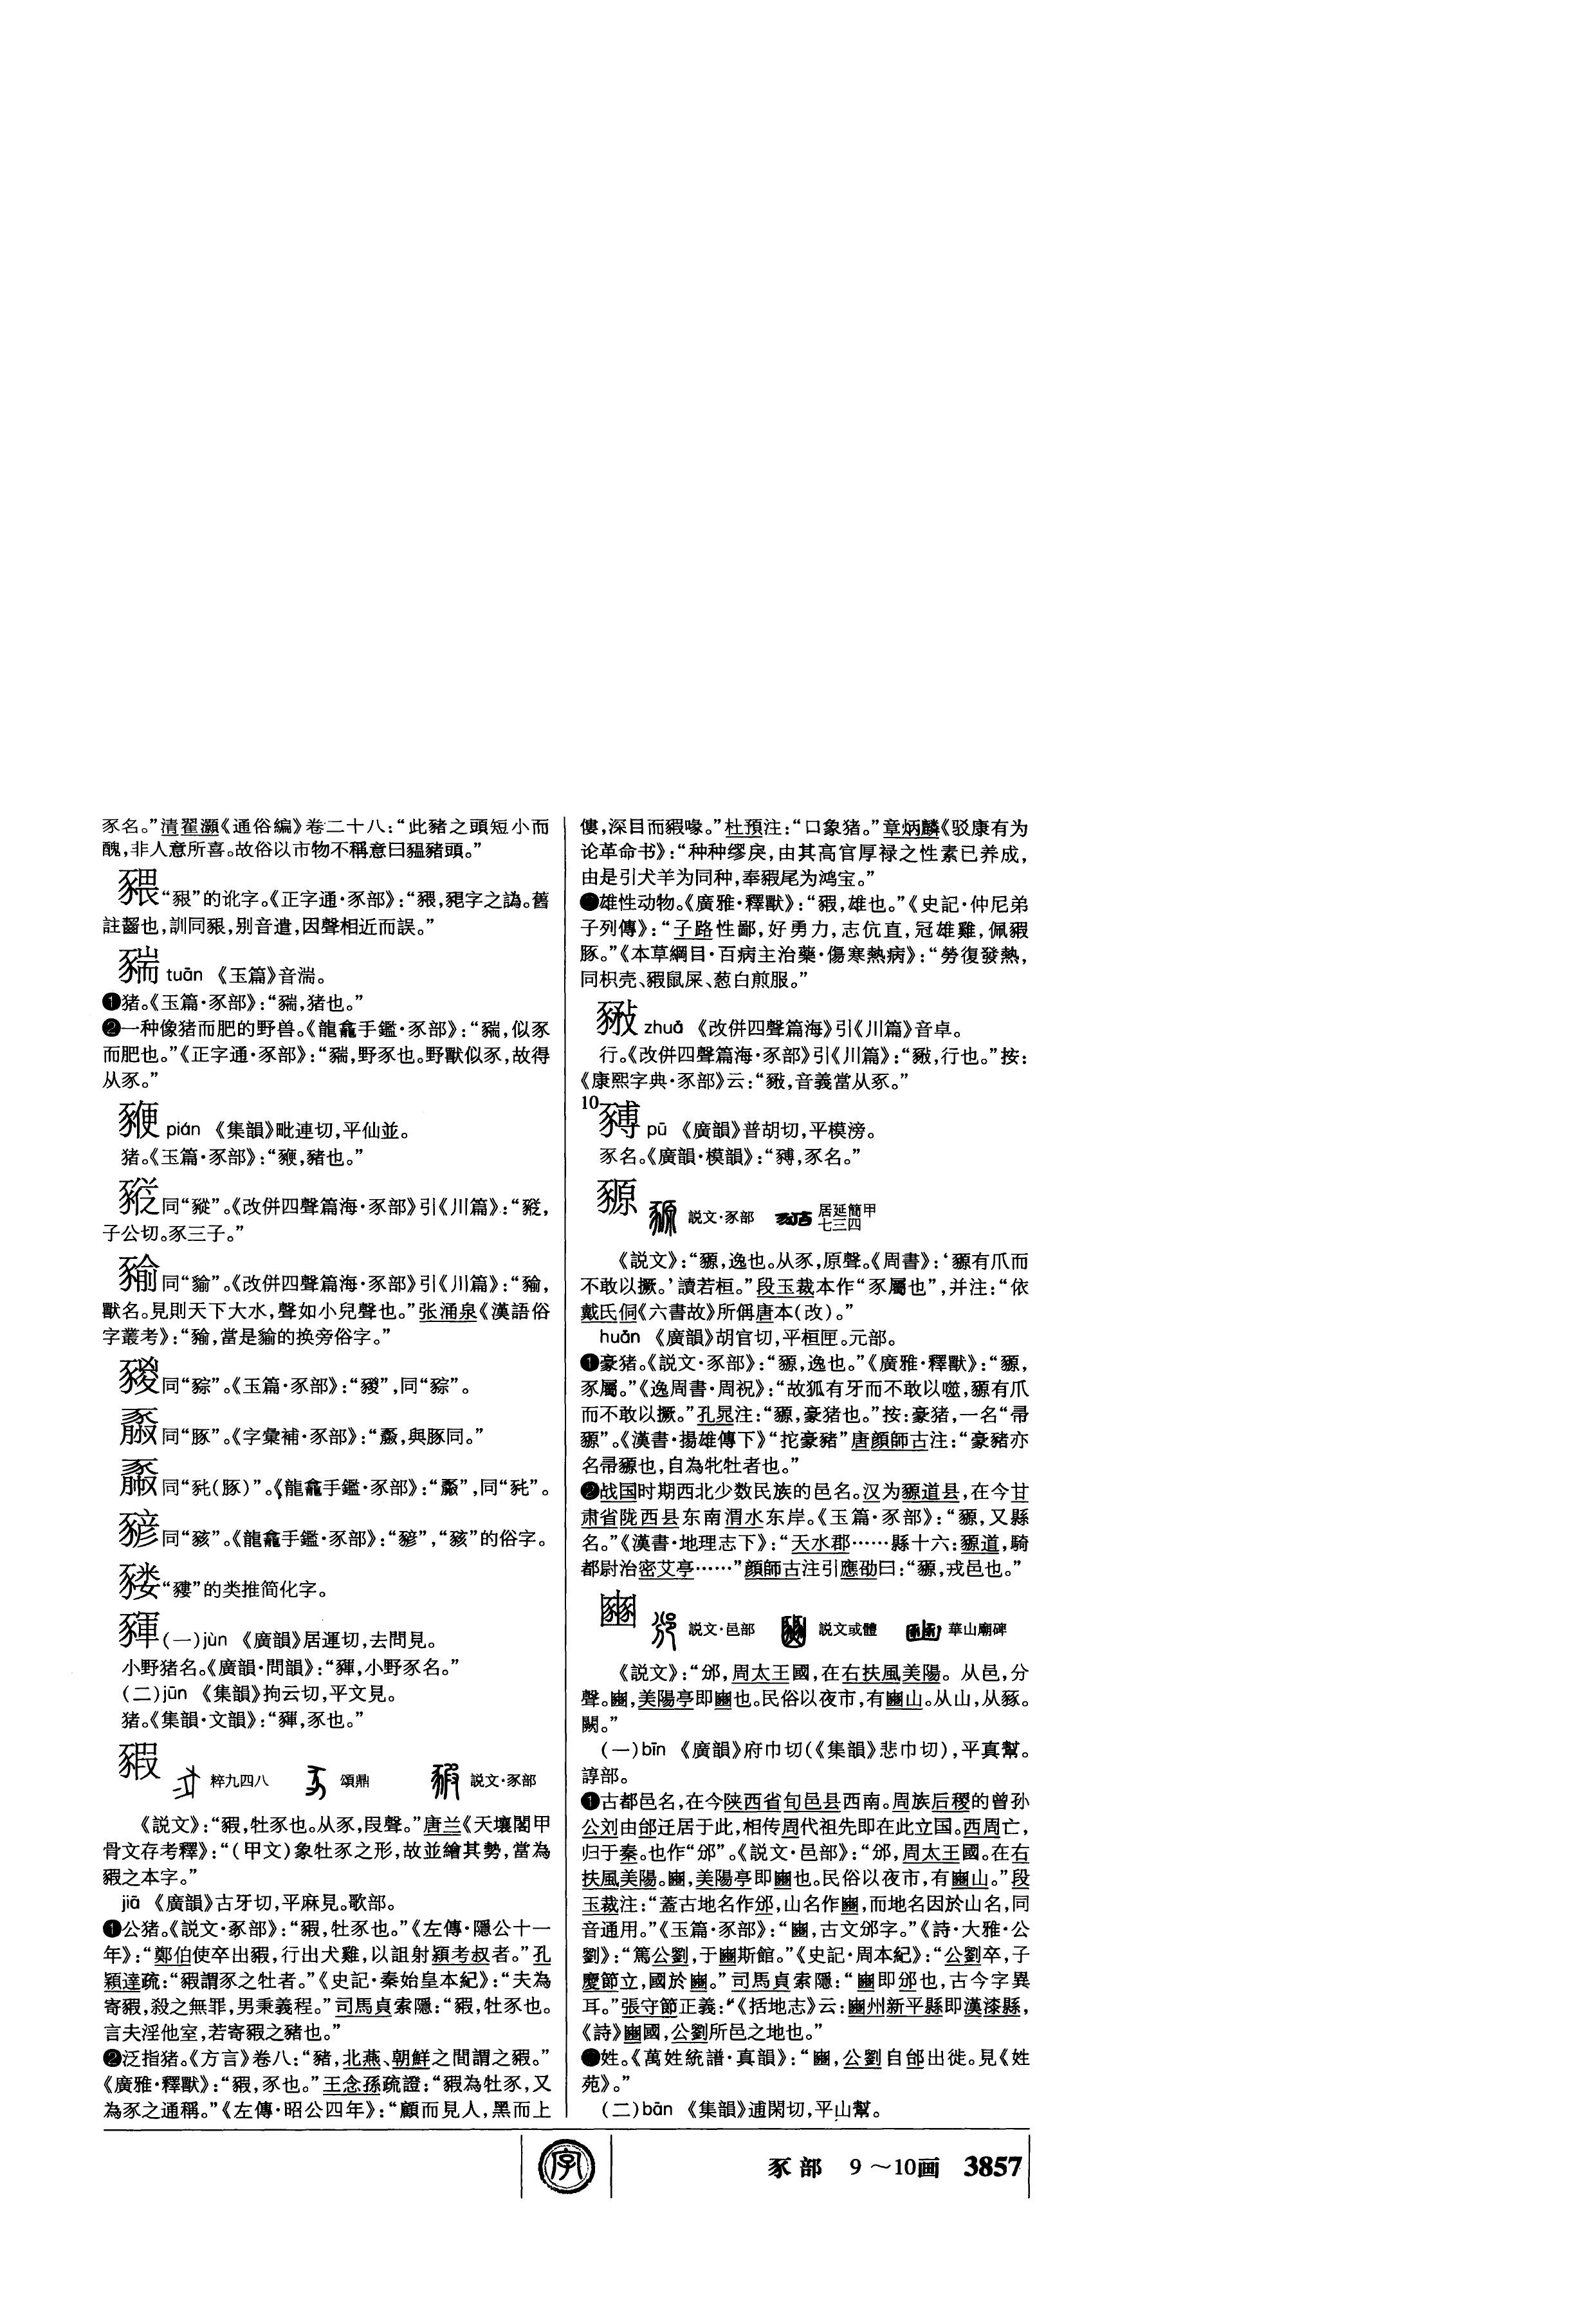 豕名。”清翟灝《通俗編》卷二十八：“此豬之頭短小而
醜，非人意所喜。故俗以市物不稱意曰豱豬頭。”
“豤”的讹字。《正字通·豕部》：“豤字之譌。舊
註齧也，訓同豤，别音遣，因聲相近而誤。”
貒 tuān 《玉篇》音湍。
❶猪。《玉篇·豕部》：“猪也。”
❷一种像猪而肥的野兽。《龍龕手鑑·豕部》：“似豕
而肥也。”《正字通·豕部》：“野豕也。野獸似豕，故得
从豕。”
pián 《集韻》毗連切，平仙並。
猪。《玉篇·豕部》：“豬也。”
同“豵”。《改併四聲篇海·豕部》引《川篇》：“
子公切。豕三子。”
同“貐”。《改併四聲篇海·豕部》引《川篇》：“
獸名。見則天下大水，聲如小兒聲也。”张涌泉《漢語俗
字叢考》：“當是貐的换旁俗字。”
同“豵”。《玉篇·豕部》：“同“豵”。
同“豚”。《字彙補·豕部》：“與豚同。”
同“豘（豚）”。《龍龕手鑑·豕部》：“同“豘”。
同“豥”。《龍龕手鑑·豕部》：“”，“豥”的俗字。
“貗”的类推简化字。
（一）jùn 《廣韻》居運切，去問見。
小野猪名。《廣韻·問韻》：“小野豕名。”
（二）jūn 《集韻》拘云切，平文見。
猪。《集韻·文韻》：“豕也。”
豭 粹九四八 頌鼎 説文·豕部
《説文》：“豭，牡豕也。从豕，叚聲。”唐兰《天壤閣甲
骨文存考釋》：“（甲文）象牡豕之形，故並繪其勢，當為
豭之本字。”
jiā 《廣韻》古牙切，平麻見。歌部。
❶公猪。《説文·豕部》：“豭，牡豕也。”《左傳·隱公十一
年》：“鄭伯使卒出豭，行出犬雞，以詛射潁考叔者。”孔
穎達疏：“豭謂豕之牡者。”《史記·秦始皇本紀》：“夫為
寄豭，殺之無罪，男秉義程。”司馬貞索隱：“豭，牡豕也。
言夫淫他室，若寄豭之豬也。”
❷泛指猪。《方言》卷八：“豬，北燕、朝鮮之間謂之豭。”
《廣雅·釋獸》：“豭，豕也。”王念孫疏證：“豭為牡豕，又
為豕之通稱。”《左傳·昭公四年》：“顧而見人，黑而上
僂，深目而豭喙。”杜預注：“口象猪。”章炳麟《驳康有为
论革命书》：“种种缪戾，由其高官厚禄之性素已养成，
由是引犬羊为同种，奉豭尾为鸿宝。”
雄性动物。《廣雅·釋獸》：“豭，雄也。”《史記·仲尼弟
子列傳》：“子路性鄙，好勇力，志伉直，冠雄雞，佩豭
豚。”《本草綱目·百病主治藥·傷寒熱病》：“勞復發熱，
同枳壳、豭鼠屎、葱白煎服。”
zhuā 《改併四聲篇海》引《川篇》音卓。
行。《改併四聲篇海·豕部》引《川篇》：“行也。”按：
《康熙字典·豕部》云：“音義當从豖。”
10
pū 《廣韻》普胡切，平模滂。
豕名。《廣韻·模韻》：“豕名。”
豲 説文·豕部 居延簡甲七三四
《説文》：“豲，逸也。从豕，原聲。《周書》：‘豲有爪而
不敢以撅。’讀若桓。”段玉裁本作“豕屬也”，并注：“依
戴氏侗《六書故》所偁唐本（改）。”
huán 《廣韻》胡官切，平桓匣。元部。
❶豪猪。《説文·豕部》：“豲，逸也。”《廣雅·釋獸》：“豲，
豕屬。”《逸周書·周祝》：“故狐有牙而不敢以噬，豲有爪
而不敢以撅。”孔晁注：“豲，豪猪也。”按：豪猪，一名“帚
豲”。《漢書·揚雄傳下》“拕豪豬”唐顔師古注：“豪豬亦
名帚豲也，自為牝牡者也。”
❷战国时期西北少数民族的邑名。汉为豲道县，在今甘
肃省陇西县东南渭水东岸。《玉篇·豕部》：“豲，又縣
名。”《漢書·地理志下》：“天水郡……縣十六：豲道，騎
都尉治密艾亭……”顔師古注引應劭曰：“豲，戎邑也。”
豳 説文·邑部 説文或體 華山廟碑
《説文》：“邠，周太王國，在右扶風美陽。从邑，分
聲。豳，美陽亭即豳也。民俗以夜市，有豳山。从山，从豩。
闕。”
（一）bīn 《廣韻》府巾切（《集韻》悲巾切），平真幫。
諄部。
❶古都邑名，在今陕西省旬邑县西南。周族后稷的曾孙
公刘由邰迁居于此，相传周代祖先即在此立国。西周亡，
归于秦。也作“邠”。《説文·邑部》：“邠，周太王國。在右
扶風美陽。豳，美陽亭即豳也。民俗以夜市，有豳山。”段
玉裁注：“蓋古地名作邠，山名作豳，而地名因於山名，同
音通用。”《玉篇·豕部》：“豳，古文邠字。”《詩·大雅·公
劉》：“篤公劉，于豳斯館。”《史記·周本紀》：“公劉卒，子
慶節立，國於豳。”司馬貞索隱：“豳即邠也，古今字異
耳。”張守節正義：“《括地志》云：豳州新平縣即漢漆縣，
《詩》豳國，公劉所邑之地也。”
姓。《萬姓統譜·真韻》：“豳，公劉自邰出徙。見《姓
苑》。”
（二）bān 《集韻》逋閑切，平山幫。
字
豕部 9～10画 3857